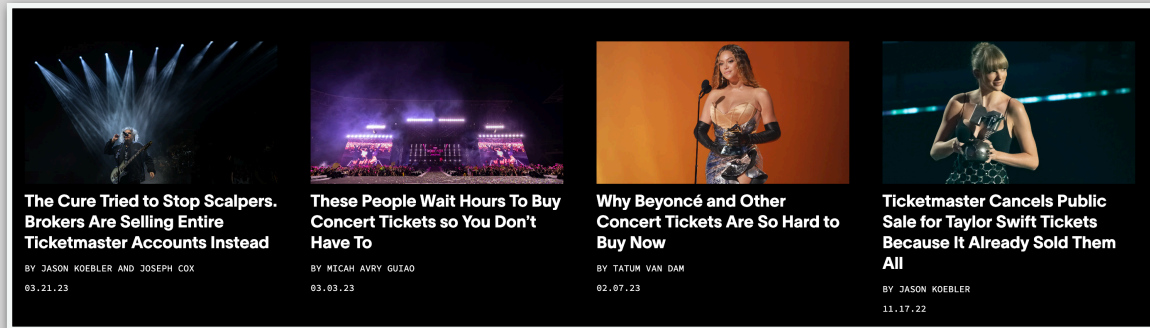 The Cure Tried to Stop Scalpers.
Brokers Are Selling Entire
Ticketmaster Accounts Instead
BY JASON KOEBLER AND JOSEPH COX
03.21.23
These People Wait Hours To Buy
Concert Tickets so You Don't
Have To
BY MICAH AVRY GUIAO
03.03.23
Why Beyoncé and Other
Concert Tickets Are So Hard to
Buy Now
BY TATUM VAN DAM
02.07.23
Ticketmaster Cancels Public
Sale for Taylor Swift Tickets
Because It Already Sold Them
All
BY JASON KOEBLER
11.17.22